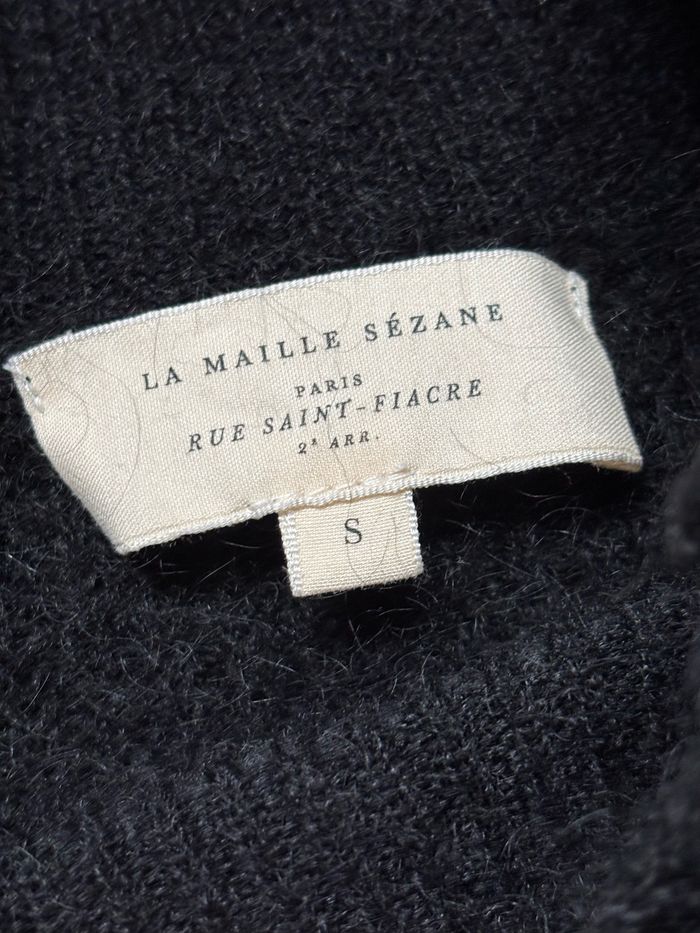 LA MAILLE SÉZANE
PARIS
RUE SAINT-FIACRE
2ᵉ ARR.
S